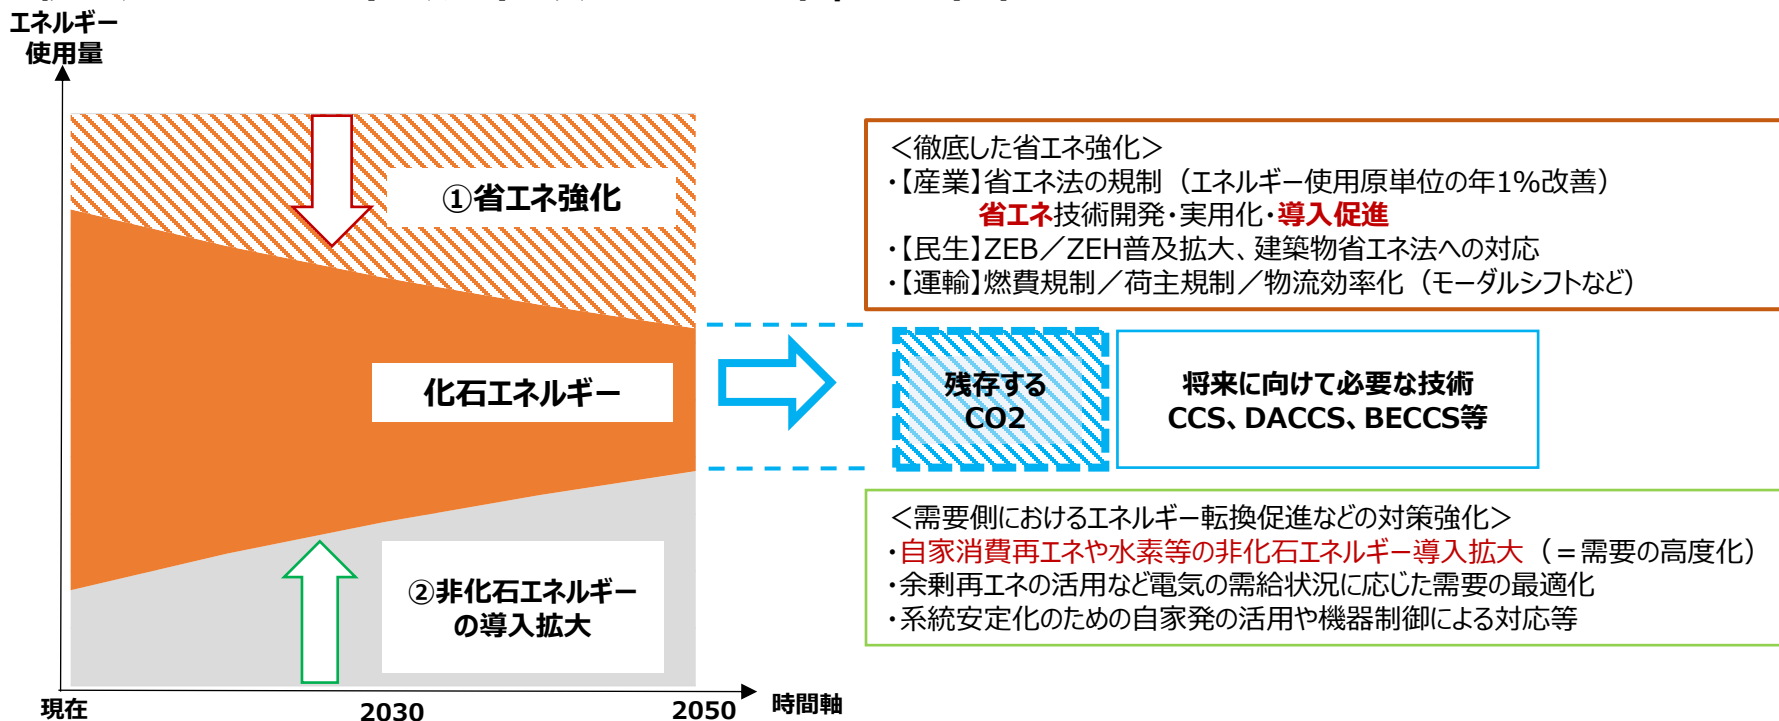 エネルギー
使用量
①省エネ強化
化石エネルギー
②非化石エネルギー
の導入拡大
現在
2030
2050
時間軸
＜徹底した省エネ強化＞
・【産業】省エネ法の規制（エネルギー使用原単位の年1%改善）
省エネ技術開発・実用化・導入促進
・【民生】ZEB／ZEH普及拡大、建築物省エネ法への対応
・【運輸】燃費規制／荷主規制／物流効率化（モーダルシフトなど）
残存する
CO2
将来に向けて必要な技術
CCS、DACCS、BECCS等
＜需要側におけるエネルギー転換促進などの対策強化＞
・自家消費再エネや水素等の非化石エネルギー導入拡大（＝需要の高度化）
・余剰再エネの活用など電気の需給状況に応じた需要の最適化
・系統安定化のための自家発の活用や機器制御による対応等